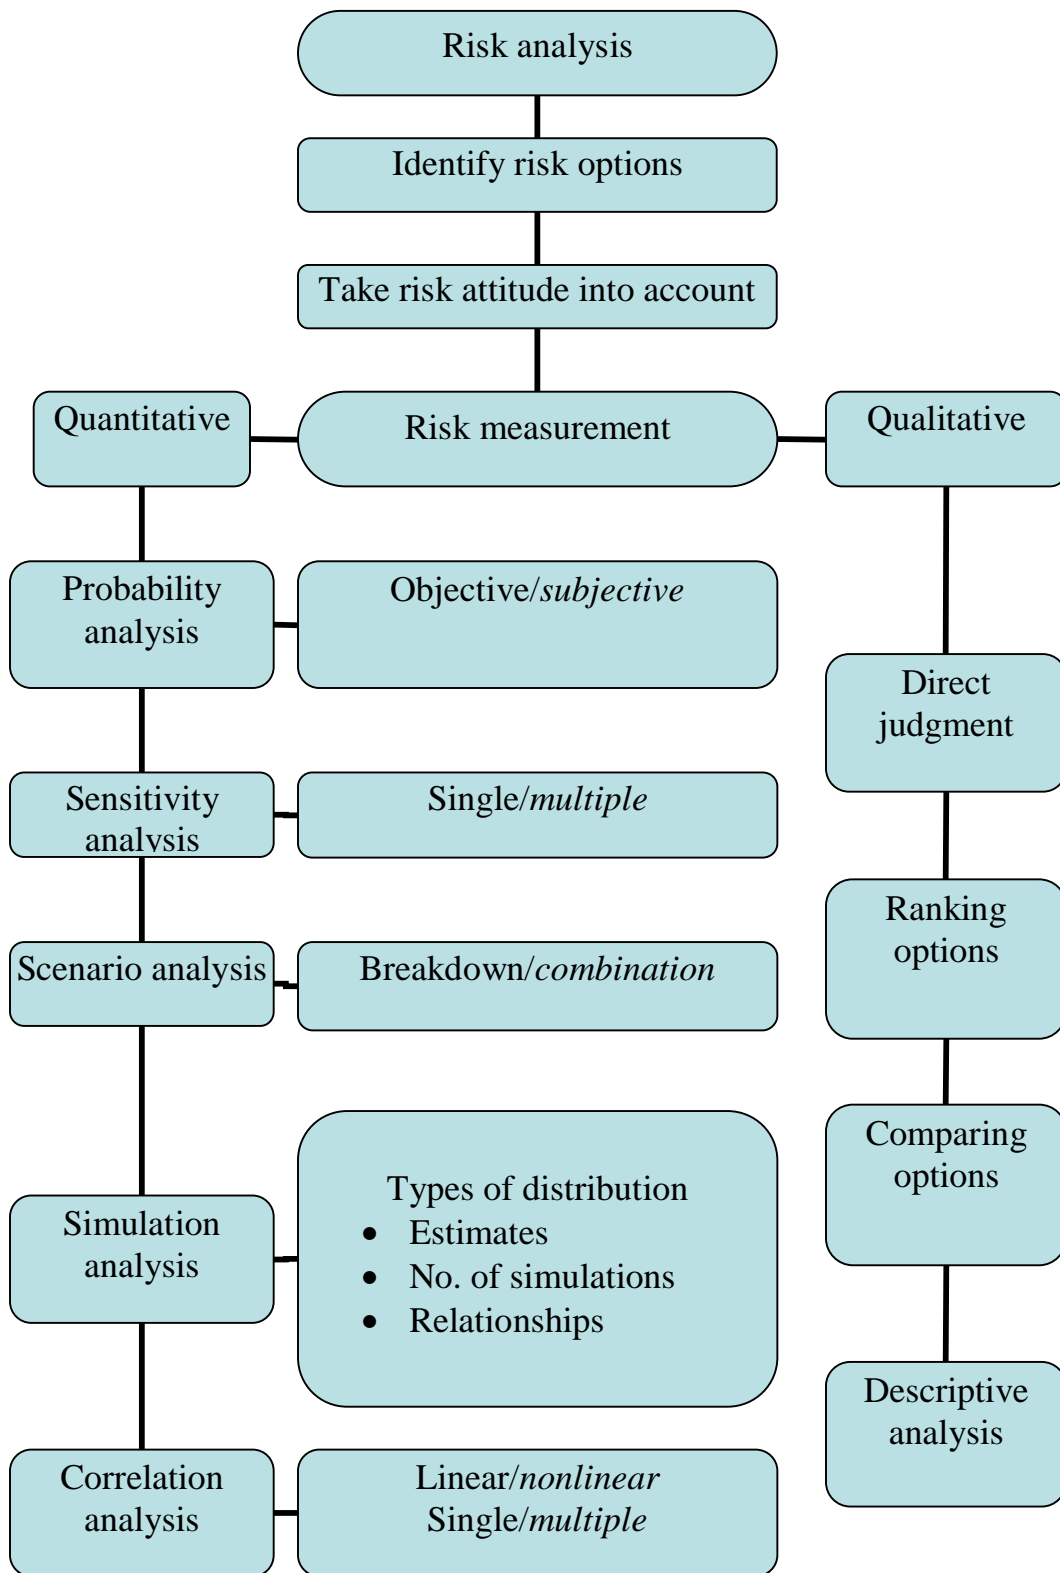 Risk analysis
Identify risk options
Take risk attitude into account
Quantitative
Risk measurement
Qualitative
Probability
analysis
Objective/subjective
Direct
judgment
Sensitivity
analysis
Single/multiple
Ranking
options
Scenario analysis
Breakdown/combination
Comparing
options
Simulation
analysis
Types of distribution
• Estimates
• No. of simulations
• Relationships
Descriptive
analysis
Correlation
analysis
Linear/nonlinear
Single/multiple